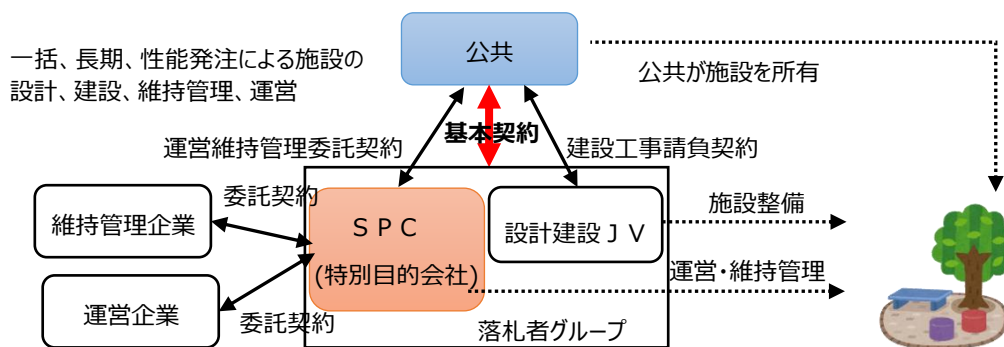 公共
一括、長期、性能発注による施設の
設計、建設、維持管理、運営
公共が施設を所有
基本契約
運営維持管理委託契約
建設工事請負契約
委託契約
維持管理企業
ＳＰＣ
(特別目的会社)
設計建設ＪＶ
施設整備
運営・維持管理
運営企業
委託契約
落札者グループ